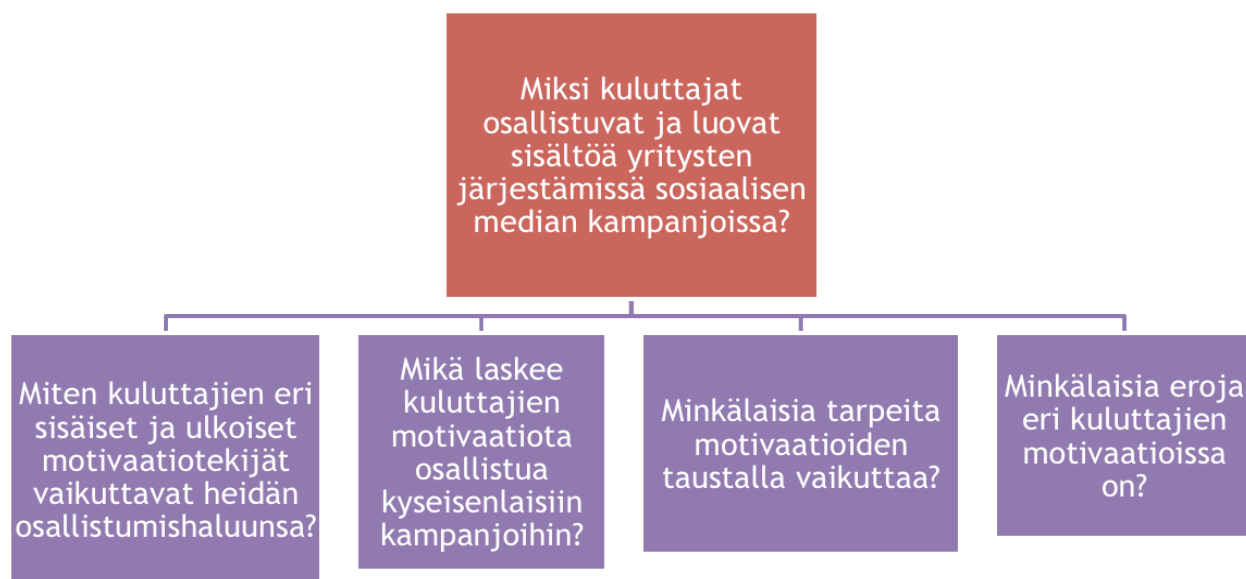 Miksi kuluttajat
osallistuvat ja luovat
sisältöä yritysten
järjestämissä sosiaalisen
median kampanjoissa?
Miten kuluttajien eri
sisäiset ja ulkoiset
motivaatiotekijät
vaikuttavat heidän
osallistumishaluunsa?
Mikä laskee
kuluttajien
motivaatiota
osallistua
kyseisenlaisiin
kampanjoihin?
Minkälaisia tarpeita
motivaatioiden
taustalla vaikuttaa?
Minkälaisia eroja
eri kuluttajien
motivaatioissa
on?